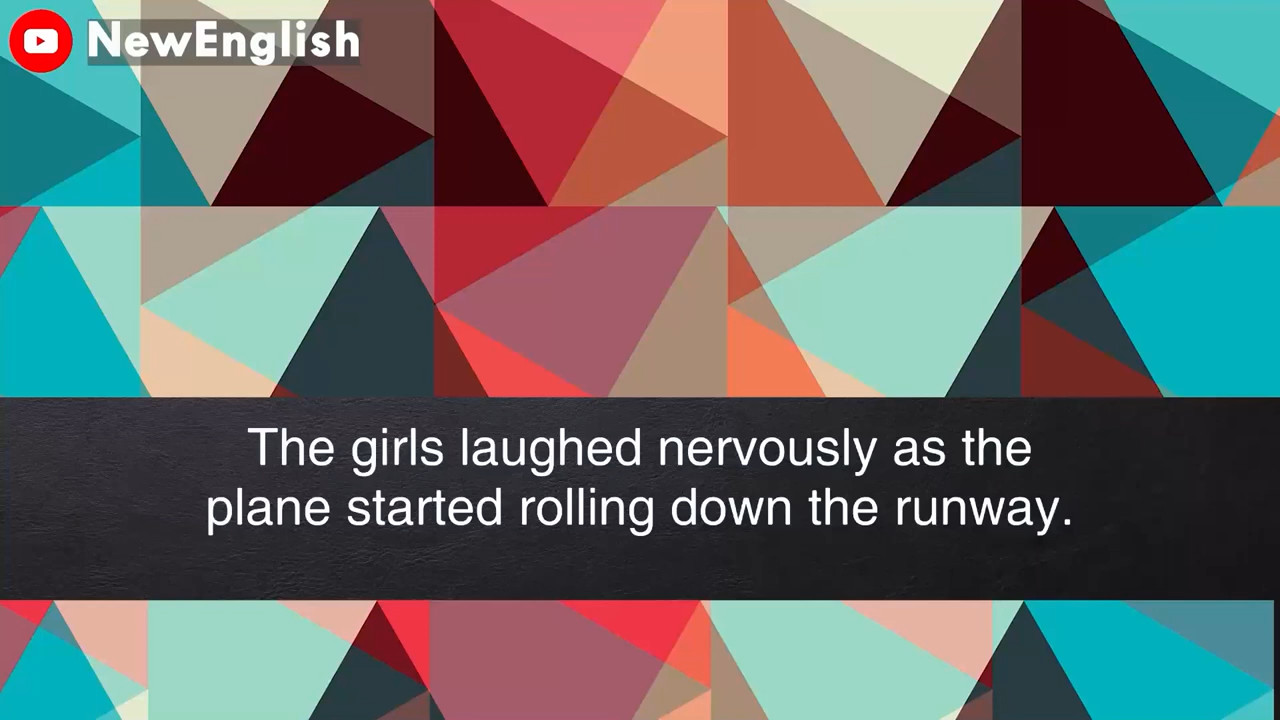 NewEnglish
The girls laughed nervously as the
plane started rolling down the runway.